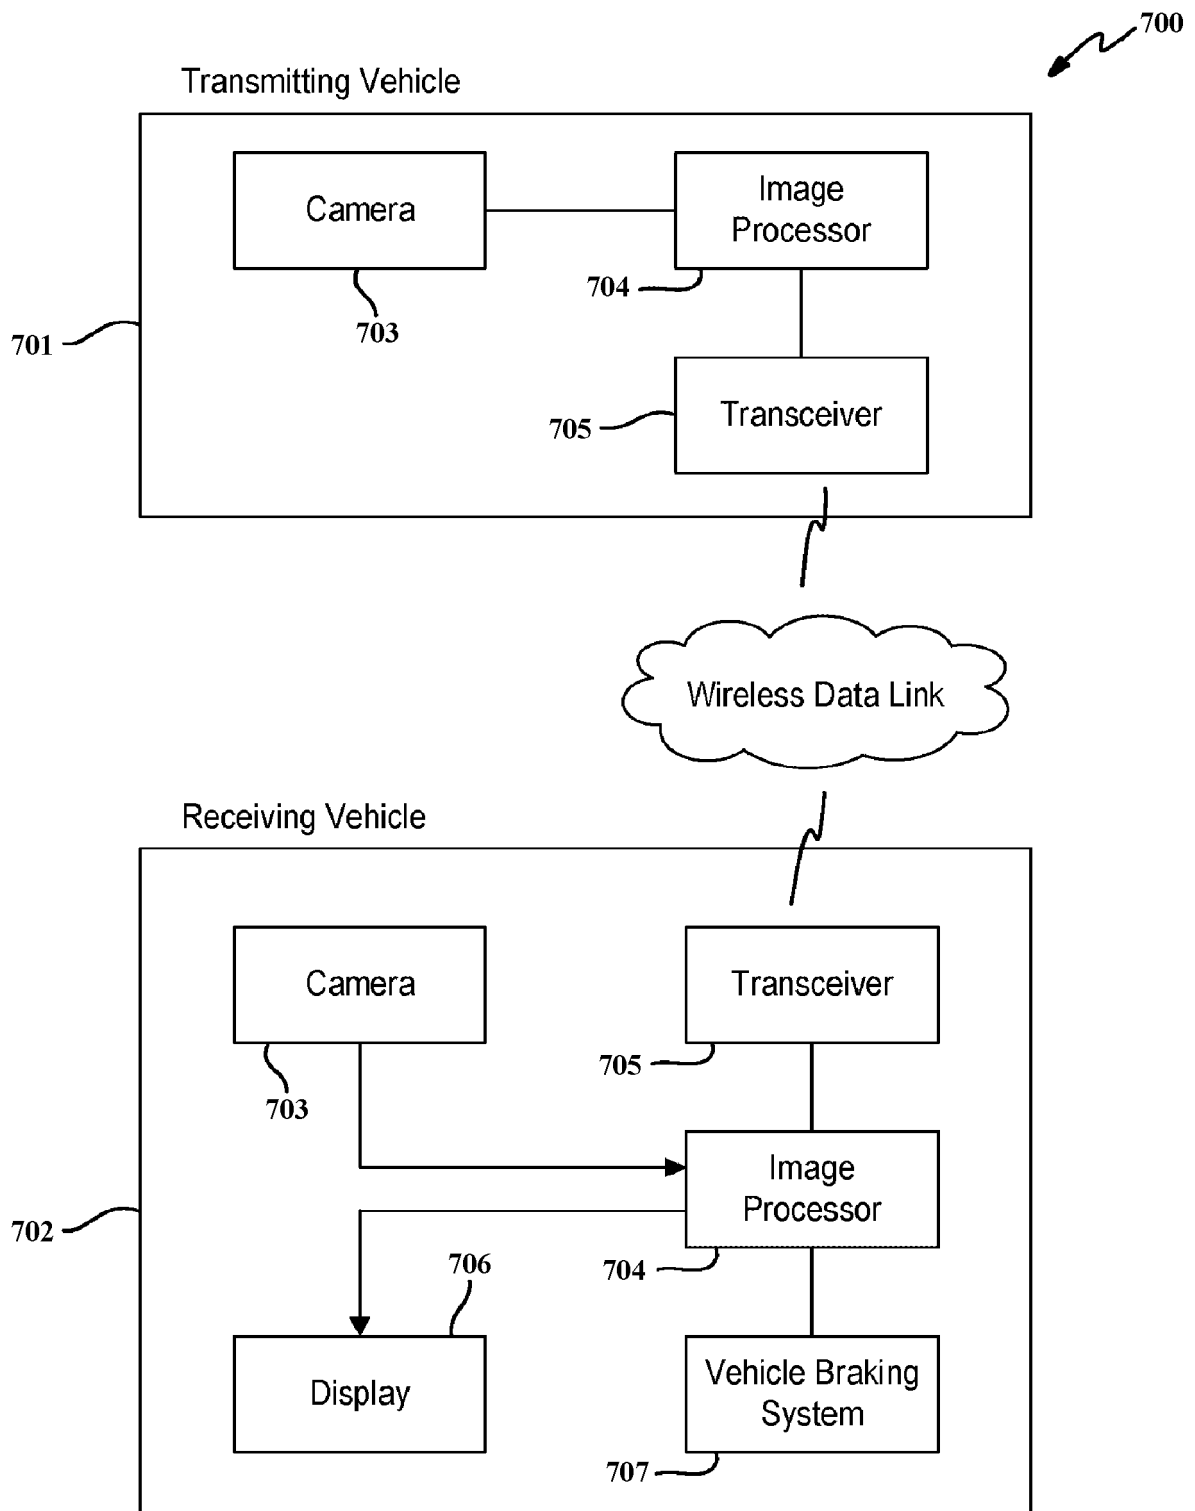 700
Transmitting Vehicle
Camera
Image
Processor
704
703
701
Transceiver
705
Wireless Data Link
Receiving Vehicle
Camera
Transceiver
705
703
Image
Processor
702
704
706
Display
Vehicle Braking
System
707